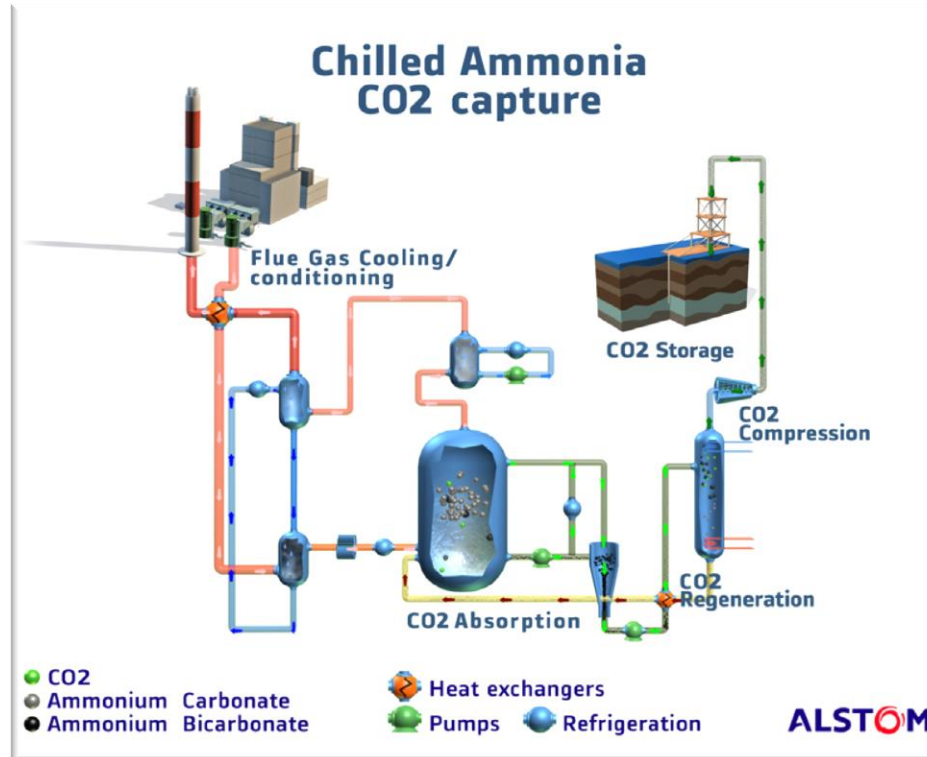 Chilled Ammonia
CO2 capture
Flue Gas Cooling/
conditioning
CO2 Storage
CO2
Compression
CO2
Regeneration
CO2 Absorption
CO2
Ammonium Carbonate
Ammonium Bicarbonate
Heat exchangers
Pumps
Refrigeration
ALSTOM